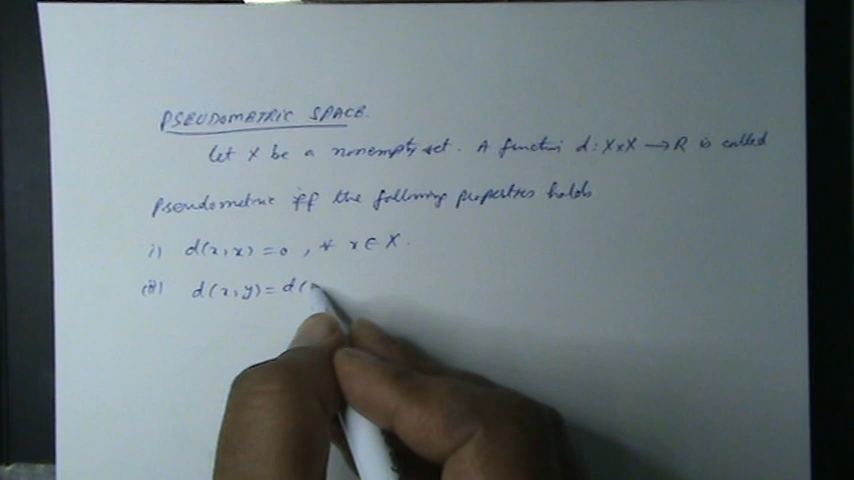 PSEUDOMETRIC SPACE.
Let X be a nonempty set. A function d: X×X → R is called
Pseudometric iff the following properties holds
i) d(x,x) = 0, ∀ x ∈ X.
(ii) d(x,y) = d(